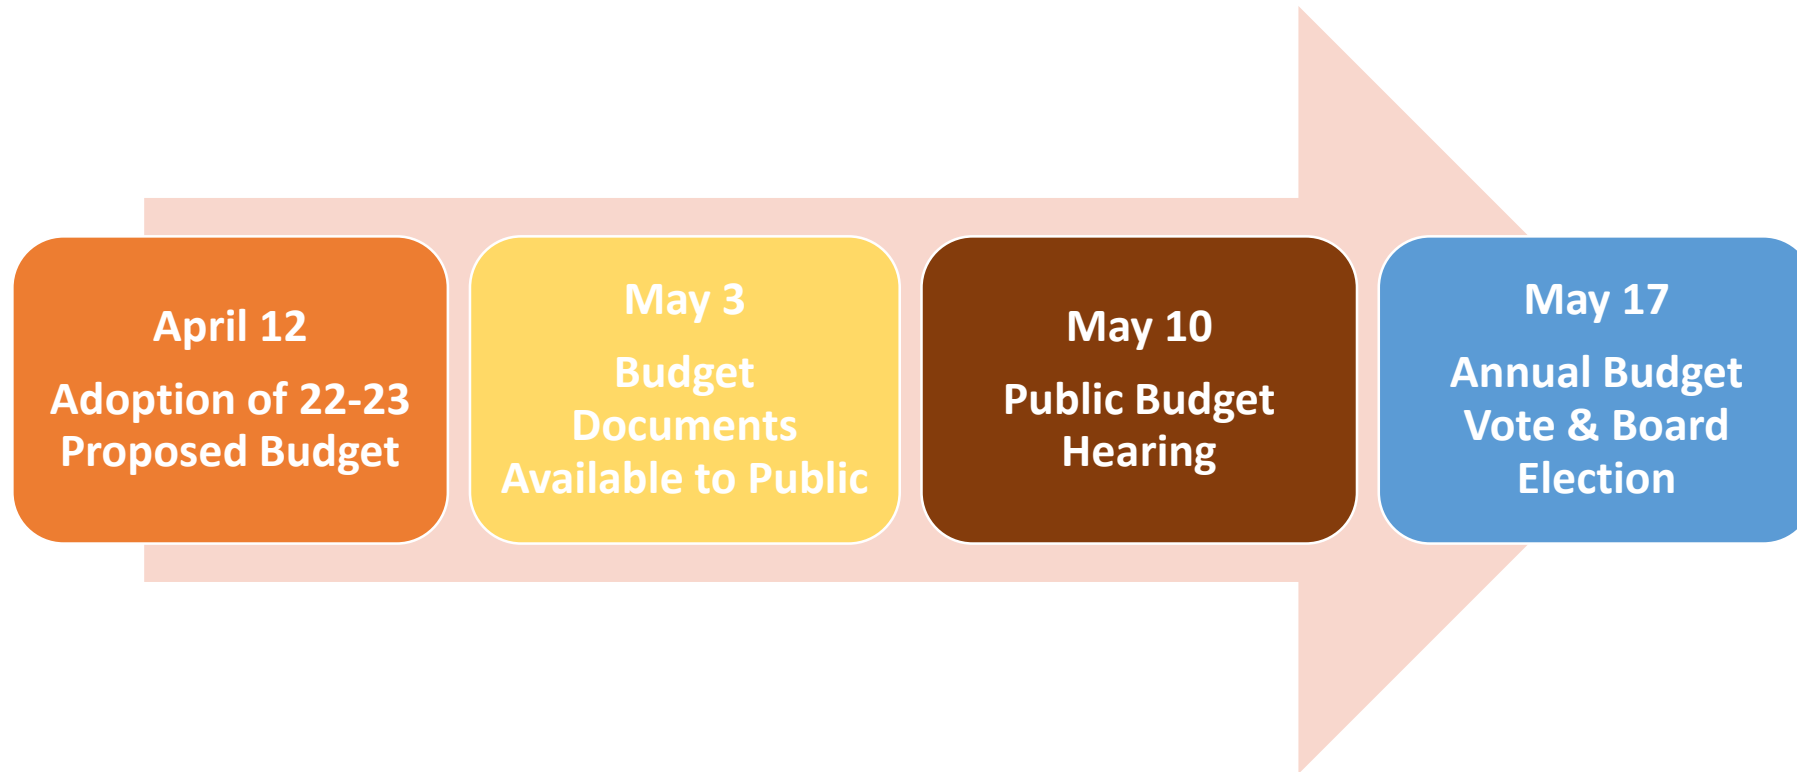 April 12
Adoption of 22-23
Proposed Budget
May 3
Budget
Documents
Available to Public
May 10
Public Budget
Hearing
May 17
Annual Budget
Vote & Board
Election